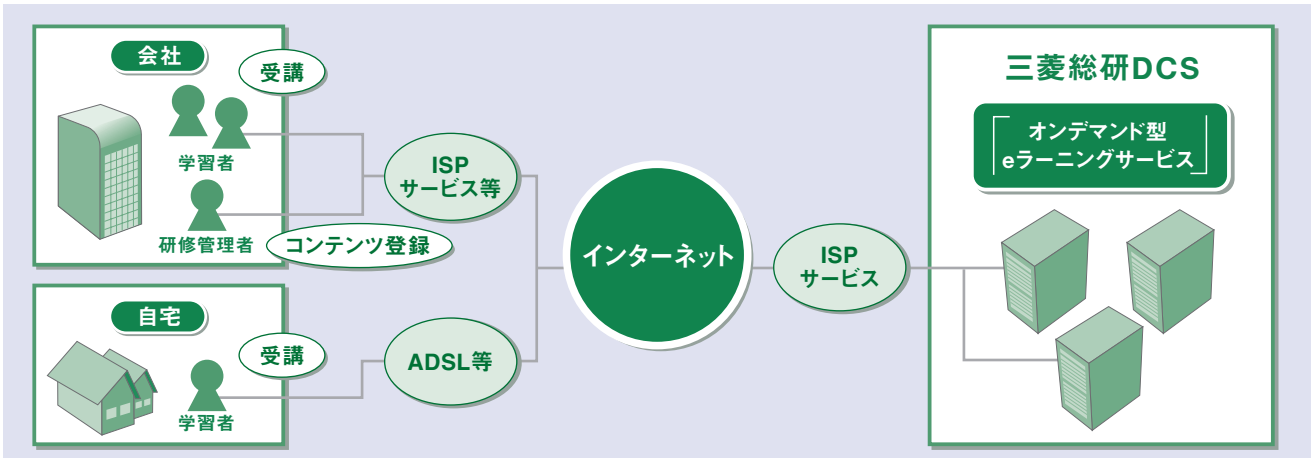 会社
受講
学習者
研修管理者
コンテンツ登録
ISP
サービス等
自宅
受講
学習者
ADSL等
インターネット
ISP
サービス
三菱総研DCS
オンデマンド型
eラーニングサービス